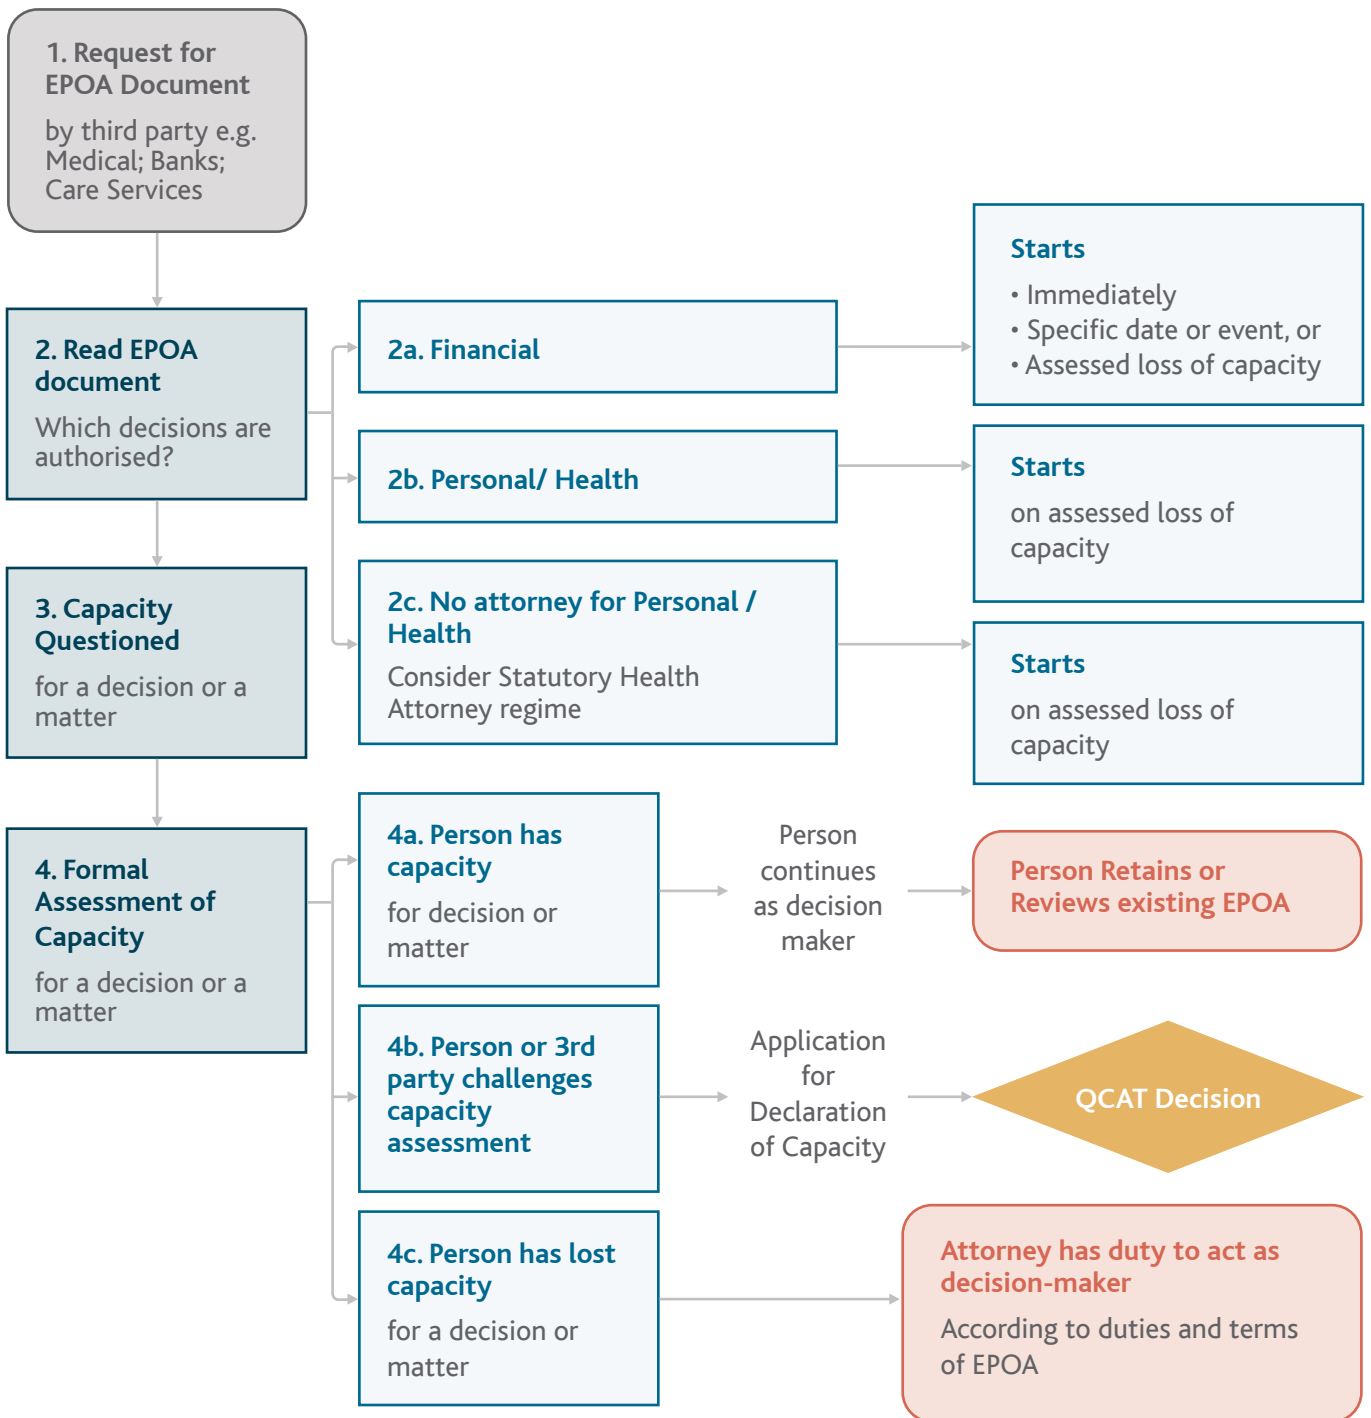 1. Request for
EPOA Document
by third party e.g.
Medical; Banks;
Care Services
2. Read EPOA
document
Which decisions are
authorised?
2a. Financial
Starts
• Immediately
• Specific date or event, or
• Assessed loss of capacity
2b. Personal/ Health
Starts
on assessed loss of
capacity
2c. No attorney for Personal /
Health
Consider Statutory Health
Attorney regime
Starts
on assessed loss of
capacity
3. Capacity
Questioned
for a decision or a
matter
4. Formal
Assessment of
Capacity
for a decision or a
matter
4a. Person has
capacity
for decision or
matter
Person
continues
as decision
maker
Person Retains or
Reviews existing EPOA
4b. Person or 3rd
party challenges
capacity
assessment
Application
for
Declaration
of Capacity
QCAT Decision
4c. Person has lost
capacity
for a decision or
matter
Attorney has duty to act as
decision-maker
According to duties and terms
of EPOA